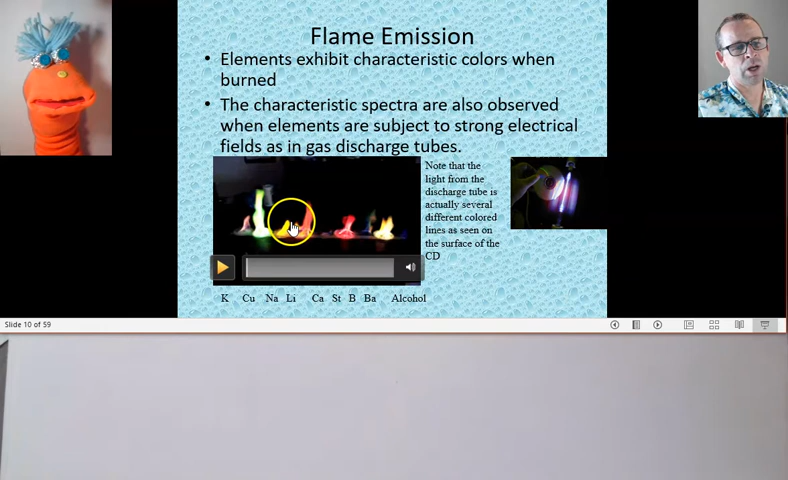 Flame Emission
• Elements exhibit characteristic colors when
burned
• The characteristic spectra are also observed
when elements are subject to strong electrical
fields as in gas discharge tubes.
Note that the
light from the
discharge tube is
actually several
different colored
lines as seen on
the surface of the
CD
K Cu Na Li Ca St B Ba Alcohol
Slide 10 of 59